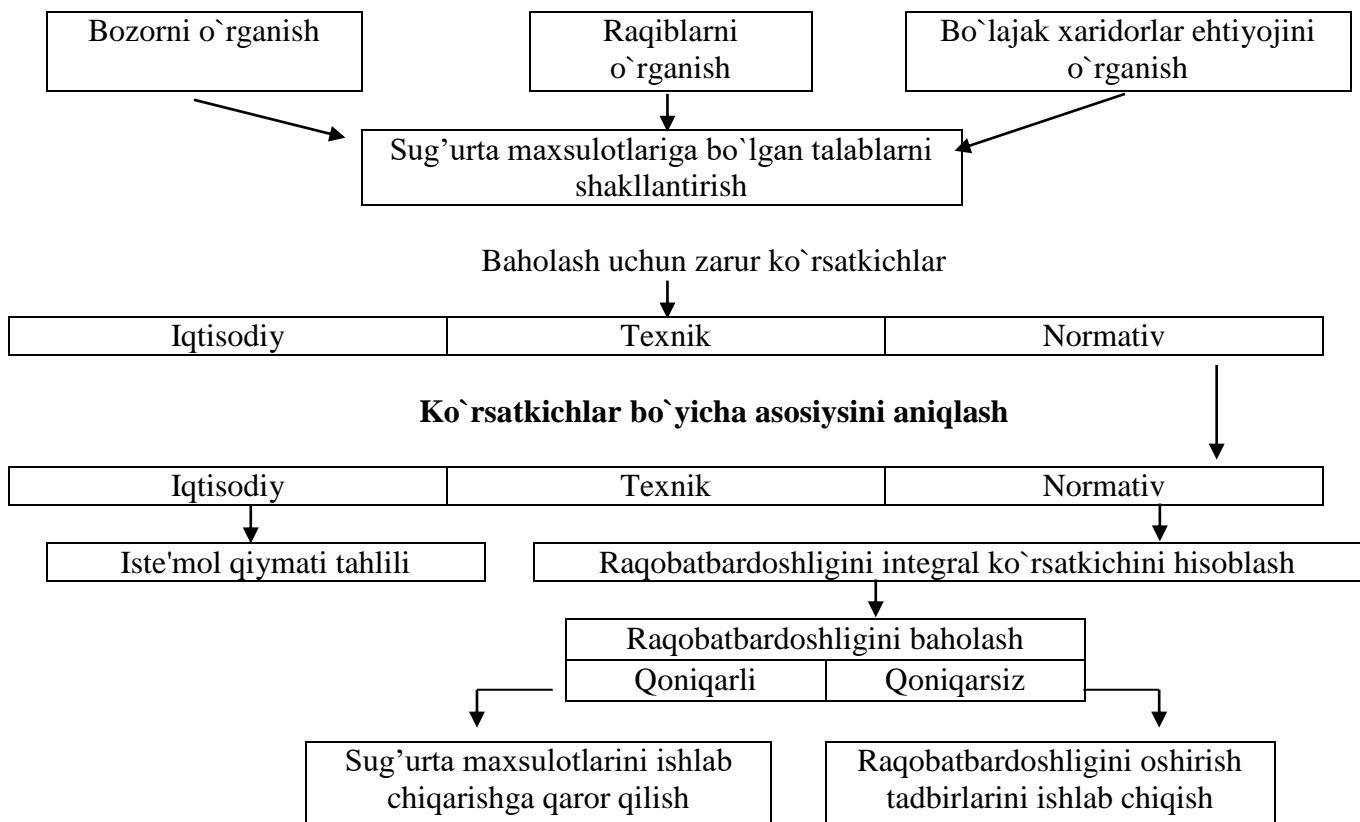 Bozorni o`rganish
Raqiblarni
o`rganish
Bo`lajak xaridorlar ehtiyojini
o`rganish
Sug’urta maxsulotlariga bo`lgan talablarni
shakllantirish
Baholash uchun zarur ko`rsatkichlar
Iqtisodiy
Texnik
Normativ
Ko`rsatkichlar bo`yicha asosiysini aniqlash
Iqtisodiy
Texnik
Normativ
Iste'mol qiymati tahlili
Raqobatbardoshligini integral ko`rsatkichini hisoblash
Raqobatbardoshligini baholash
Qoniqarli
Qoniqarsiz
Sug’urta maxsulotlarini ishlab
chiqarishga qaror qilish
Raqobatbardoshligini oshirish
tadbirlarini ishlab chiqish